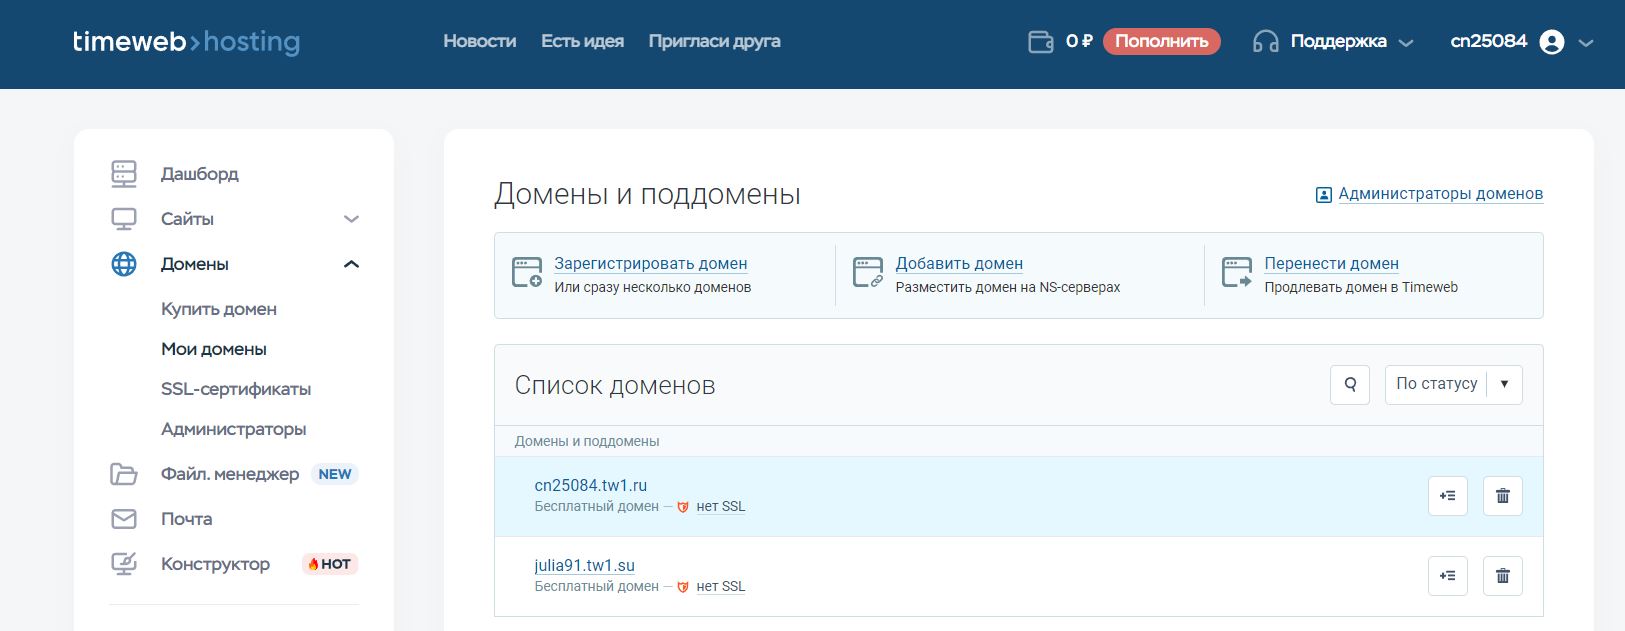 timeweb>hosting
Новости Есть идея Пригласи друга
0 ₽ Пополнить Поддержка cn25084
Дашборд
Сайты
Домены
Купить домен
Мои домены
SSL-сертификаты
Администраторы
Файл. менеджер NEW
Почта
Конструктор HOT
Домены и поддомены
Администраторы доменов
Зарегистрировать домен
Или сразу несколько доменов
Добавить домен
Разместить домен на NS-серверах
Перенести домен
Продлевать домен в Timeweb
Список доменов
По статусу
Домены и поддомены
cn25084.tw1.ru
Бесплатный домен — нет SSL
julia91.tw1.su
Бесплатный домен — нет SSL